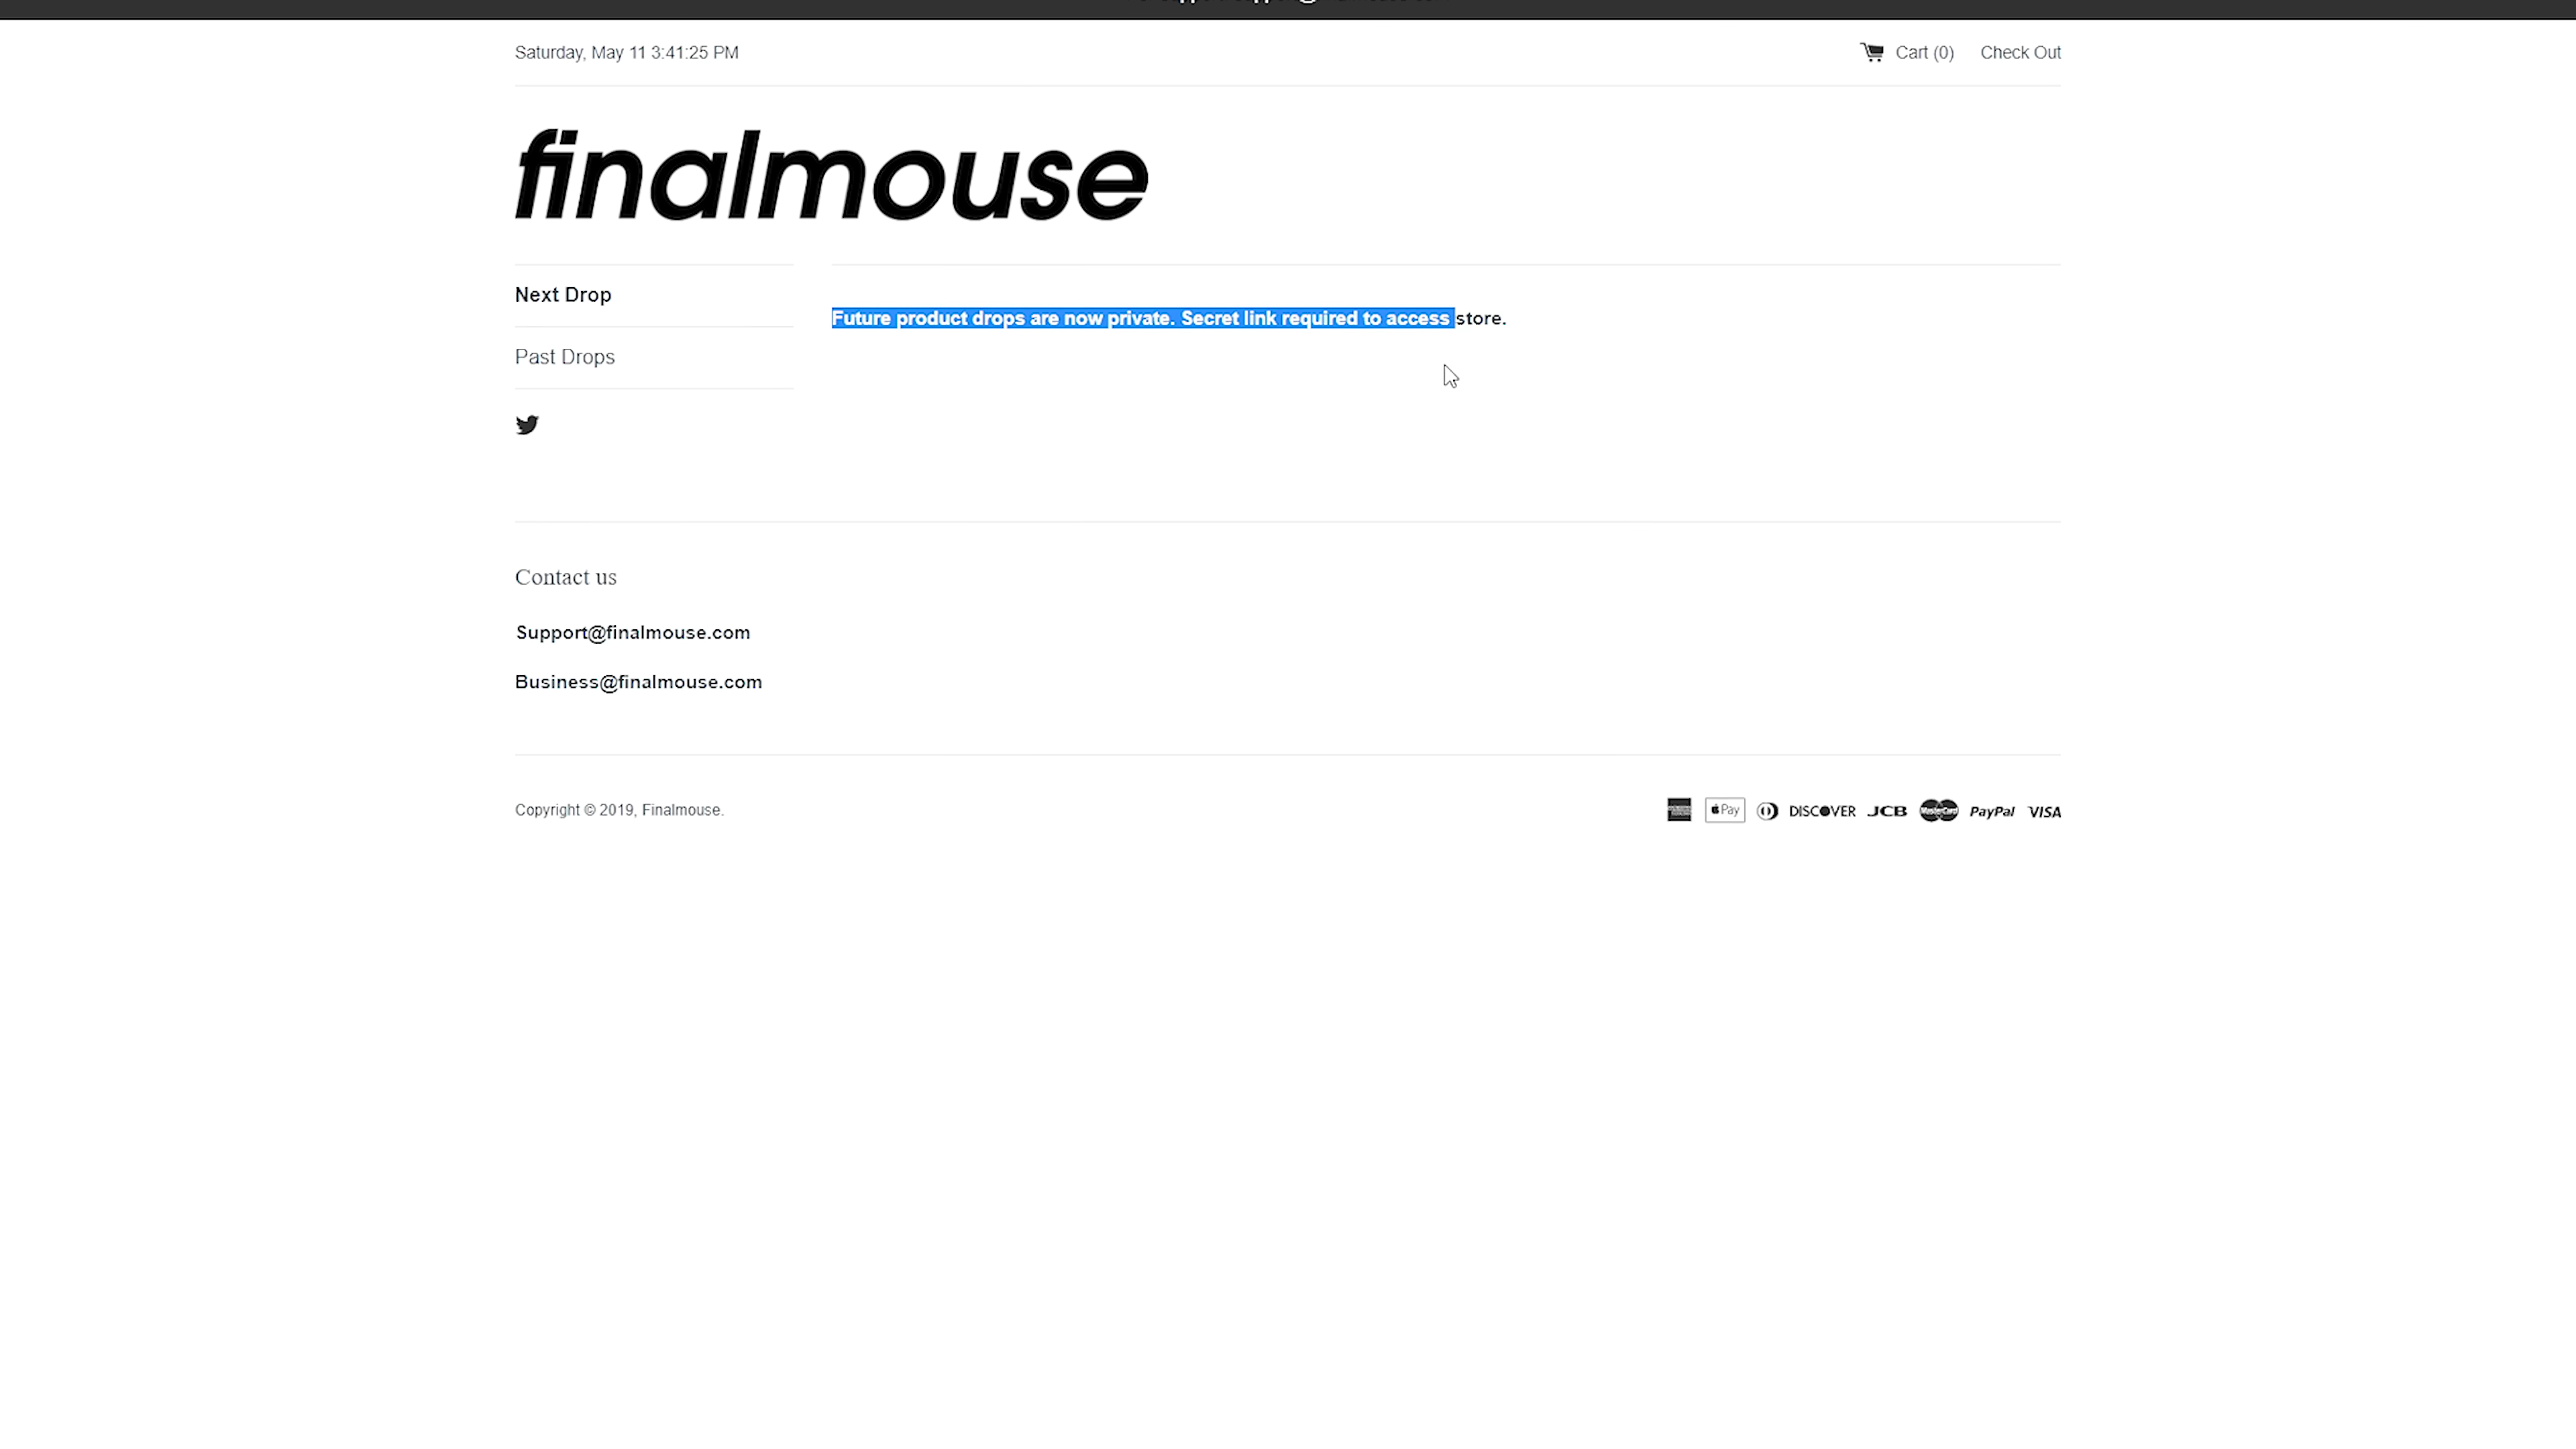 Saturday, May 11 3:41:25 PM
Cart (0) Check Out
finalmouse
Next Drop
Future product drops are now private. Secret link required to access store.
Past Drops
Contact us
Support@finalmouse.com
Business@finalmouse.com
Copyright © 2019, Finalmouse.
Pay DISCOVER JCB MasterCard PayPal VISA